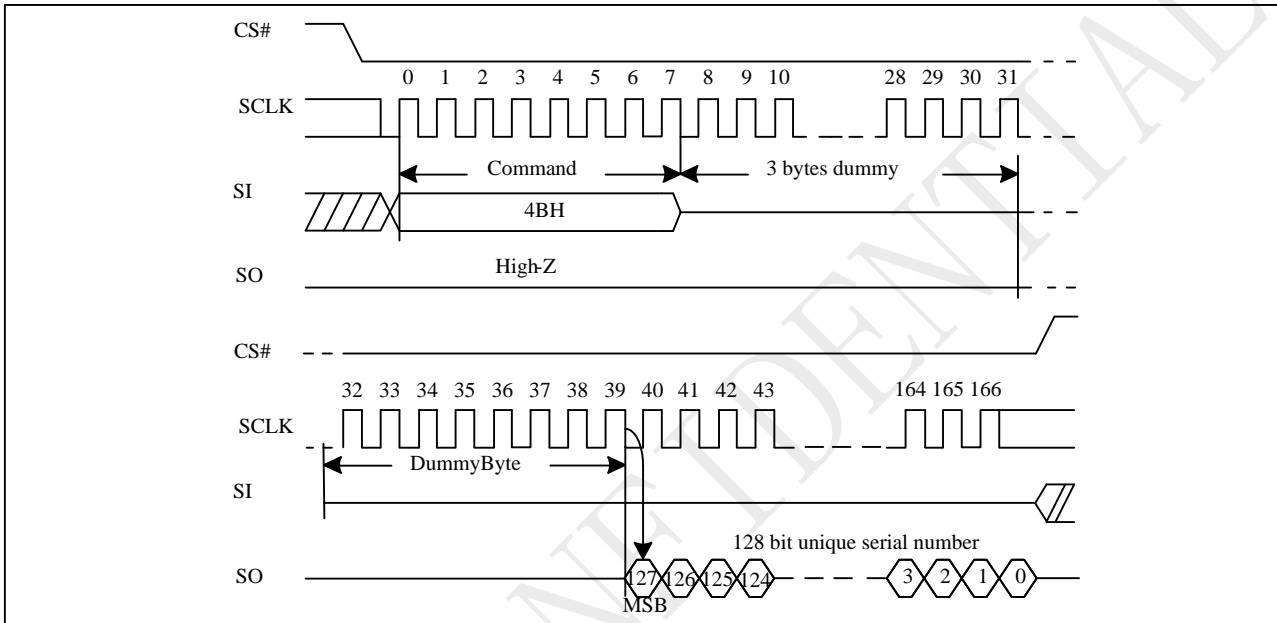 CS#
0 1 2 3 4 5 6 7 8 9 10 28 29 30 31
SCLK
Command 3 bytes dummy
SI
4BH
High-Z
SO
CS#
32 33 34 35 36 37 38 39 40 41 42 43 164 165 166
SCLK
DummyByte
SI
128 bit unique serial number
SO 127 126 125 124 3 2 1 0
MSB
NFIDENTIAL